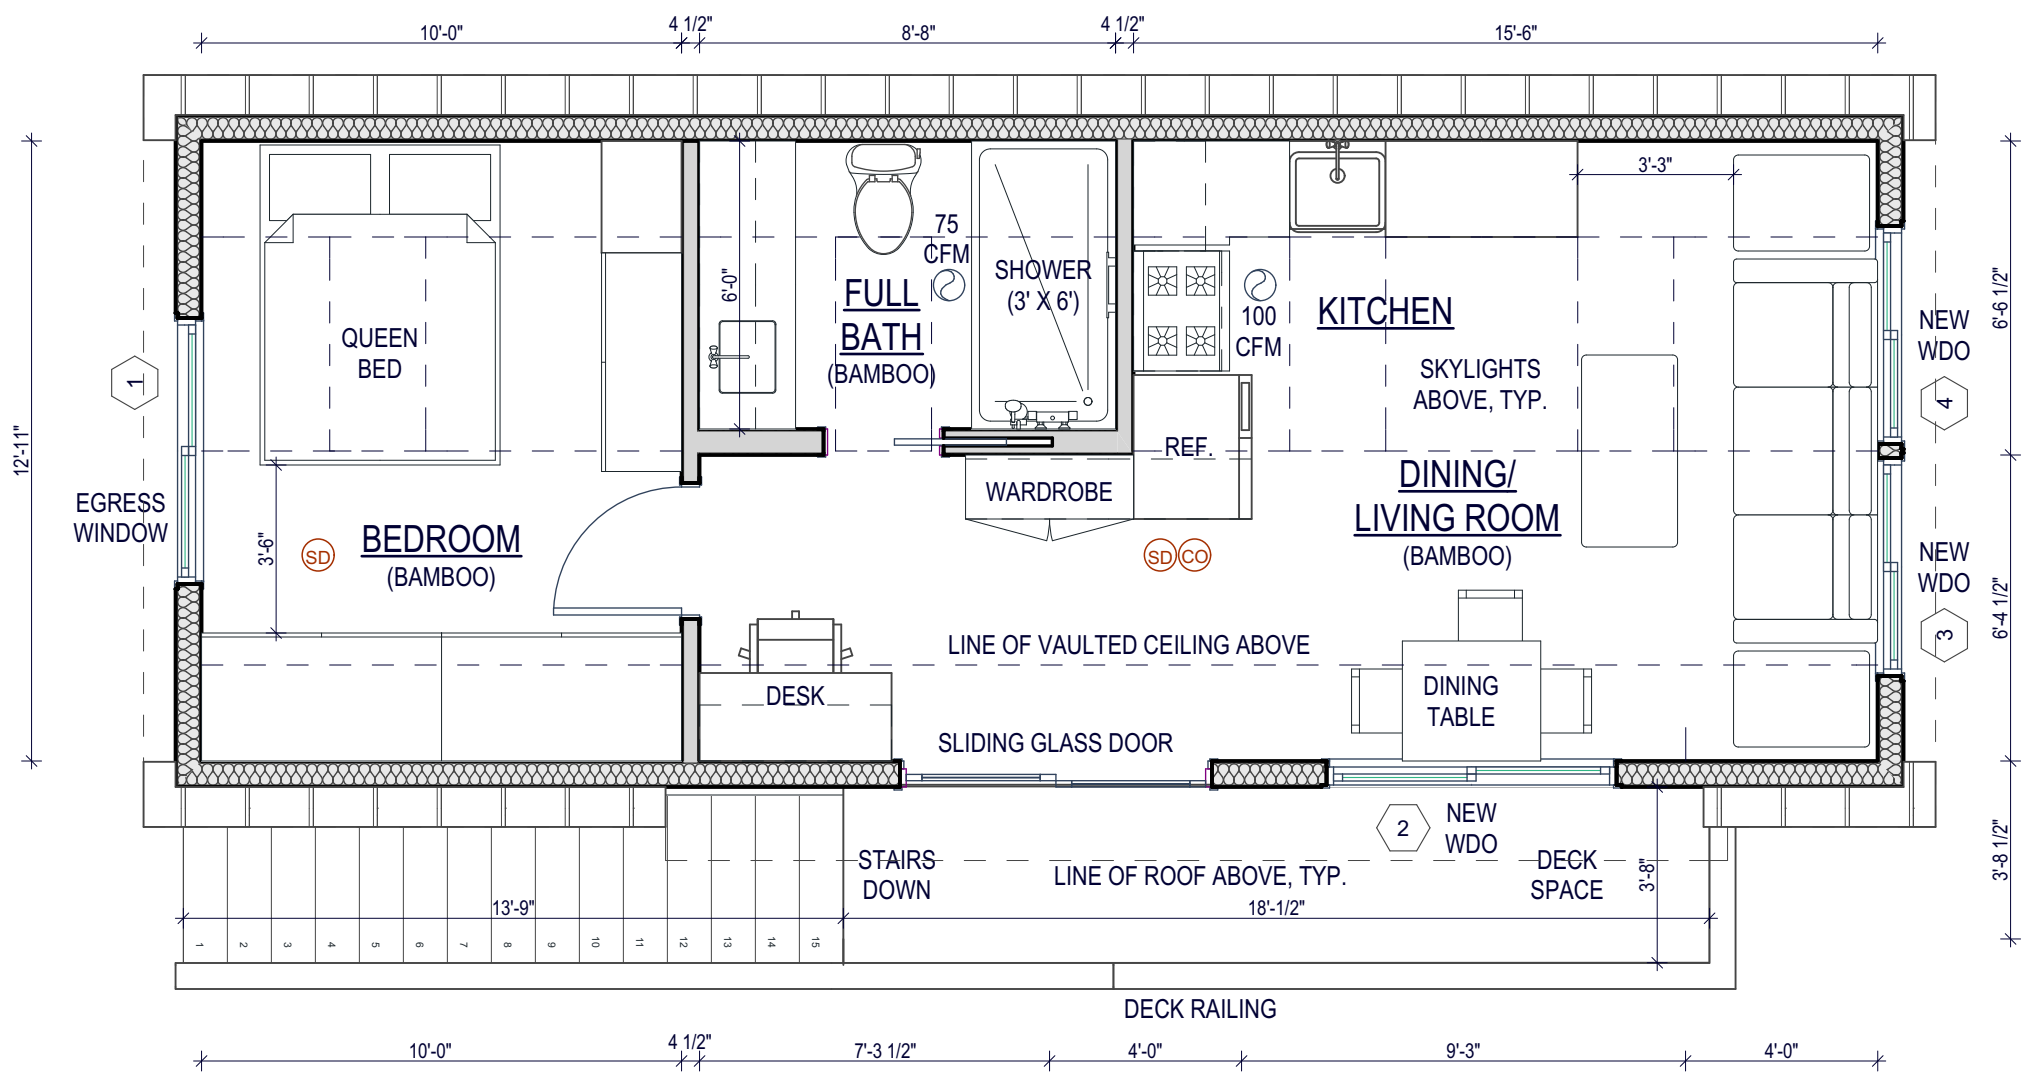 10'-0"
4 1/2"
8'-8"
4 1/2"
15'-6"
3'-3"
75
CFM
6'-0"
SHOWER
(3' X 6')
FULL
BATH
(BAMBOO)
100
CFM
KITCHEN
6'-6 1/2"
NEW
WDO
QUEEN
BED
1
SKYLIGHTS
ABOVE, TYP.
4
12'-11"
REF.
EGRESS
WINDOW
WARDROBE
DINING/
LIVING ROOM
(BAMBOO)
3'-6"
SD
BEDROOM
(BAMBOO)
SD
CO
NEW
WDO
6'-4 1/2"
3
LINE OF VAULTED CEILING ABOVE
DESK
DINING
TABLE
SLIDING GLASS DOOR
2
NEW
WDO
STAIRS
DOWN
LINE OF ROOF ABOVE, TYP.
DECK
SPACE
3'-8"
3'-8 1/2"
13'-9"
18'-1/2"
1 2 3 4 5 6 7 8 9 10 11 12 13 14 15
DECK RAILING
10'-0"
4 1/2"
7'-3 1/2"
4'-0"
9'-3"
4'-0"